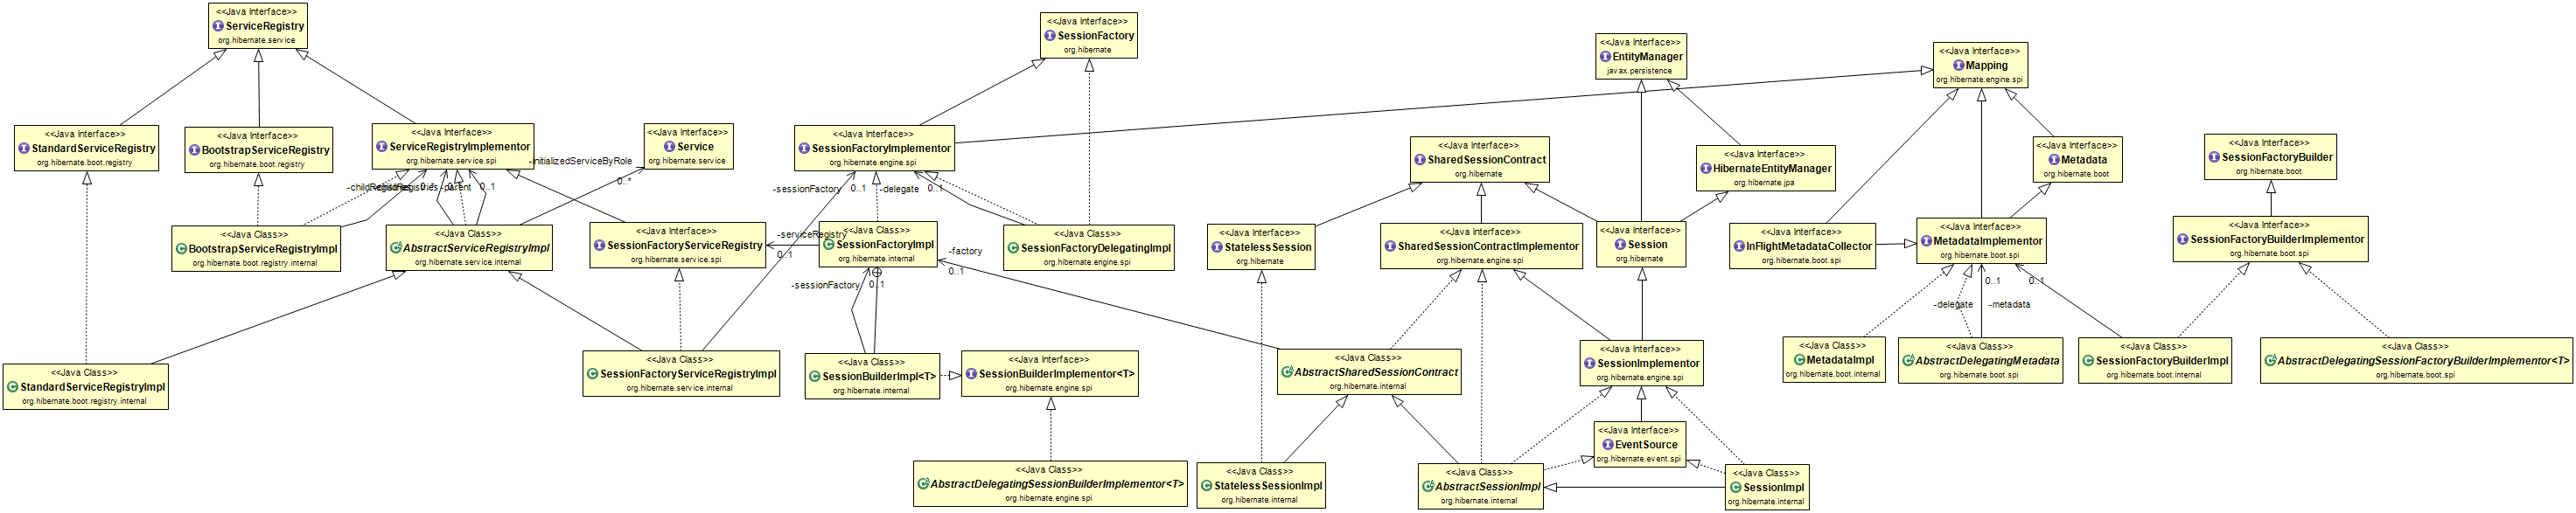 <<Java Interface>>
ServiceRegistry
org.hibernate.service
<<Java Interface>>
SessionFactory
org.hibernate
<<Java Interface>>
EntityManager
javax.persistence
<<Java Interface>>
Mapping
org.hibernate.engine.spi
<<Java Interface>>
StandardServiceRegistry
org.hibernate.boot.registry
<<Java Interface>>
BootstrapServiceRegistry
org.hibernate.boot.registry
<<Java Interface>>
ServiceRegistryImplementor
org.hibernate.service.spi
<<Java Interface>>
Service
org.hibernate.service
<<Java Interface>>
SessionFactoryImplementor
org.hibernate.engine.spi
<<Java Interface>>
SharedSessionContract
org.hibernate
<<Java Interface>>
HibernateEntityManager
org.hibernate.jpa
<<Java Interface>>
Metadata
org.hibernate.boot
<<Java Interface>>
SessionFactoryBuilder
org.hibernate.boot
-initializedServiceByRole
0..*
-childRegistries
0..*
-parent
0..1
-sessionFactory
0..1
-delegate
0..1
<<Java Class>>
BootstrapServiceRegistryImpl
org.hibernate.boot.registry.internal
<<Java Class>>
AbstractServiceRegistryImpl
org.hibernate.service.internal
<<Java Interface>>
SessionFactoryServiceRegistry
org.hibernate.service.spi
-serviceRegistry
0..1
<<Java Class>>
SessionFactoryImpl
org.hibernate.internal
<<Java Class>>
SessionFactoryDelegatingImpl
org.hibernate.engine.spi
-factory
0..1
<<Java Interface>>
StatelessSession
org.hibernate
<<Java Interface>>
SharedSessionContractImplementor
org.hibernate.engine.spi
<<Java Interface>>
Session
org.hibernate
<<Java Interface>>
InFlightMetadataCollector
org.hibernate.boot.spi
<<Java Interface>>
MetadataImplementor
org.hibernate.boot.spi
<<Java Interface>>
SessionFactoryBuilderImplementor
org.hibernate.boot.spi
-sessionFactory
0..1
-delegate
0..1
-metadata
0..1
<<Java Class>>
StandardServiceRegistryImpl
org.hibernate.boot.registry.internal
<<Java Class>>
SessionFactoryServiceRegistryImpl
org.hibernate.service.internal
<<Java Class>>
SessionBuilderImpl<T>
org.hibernate.internal
<<Java Interface>>
SessionBuilderImplementor<T>
org.hibernate.engine.spi
<<Java Class>>
AbstractSharedSessionContract
org.hibernate.internal
<<Java Interface>>
SessionImplementor
org.hibernate.engine.spi
<<Java Class>>
MetadataImpl
org.hibernate.boot.internal
<<Java Class>>
AbstractDelegatingMetadata
org.hibernate.boot.spi
<<Java Class>>
SessionFactoryBuilderImpl
org.hibernate.boot.internal
<<Java Class>>
AbstractDelegatingSessionFactoryBuilderImplementor<T>
org.hibernate.boot.spi
<<Java Interface>>
EventSource
org.hibernate.event.spi
<<Java Class>>
AbstractDelegatingSessionBuilderImplementor<T>
org.hibernate.engine.spi
<<Java Class>>
StatelessSessionImpl
org.hibernate.internal
<<Java Class>>
AbstractSessionImpl
org.hibernate.internal
<<Java Class>>
SessionImpl
org.hibernate.internal